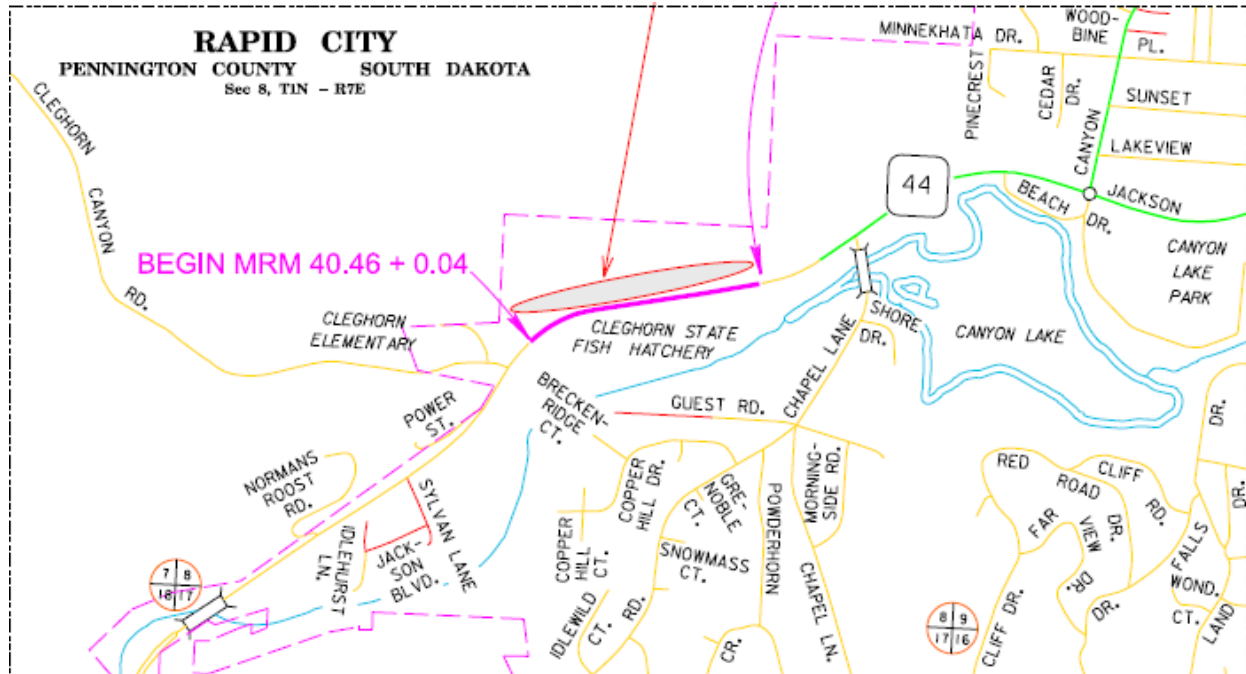 RAPID CITY
PENNINGTON COUNTY SOUTH DAKOTA
Sec 8, T1N - R7E
CLEGHORN
CANYON
RD.
BEGIN MRM 40.46 + 0.04
CLEGHORN
ELEMENTARY
CLEGHORN STATE
FISH HATCHERY
MINNEKHATA DR.
WOOD-
BINE
PL.
PINECREST
CEDAR
DR.
CANYON
SUNSET
LAKEVIEW
44
BEACH
DR.
JACKSON
CANYON
LAKE
PARK
SHORE
DR.
CANYON LAKE
CHAPEL LANE
GUEST RD.
BRECKEN-
RIDGE
CT.
POWER
ST.
NORMANS
ROOST
RD.
SYLVAN LANE
IDLEHURST
LN.
JACK-
SON
BLVD.
COPPER
HILL DR.
GRE-
NOBLE
CT.
COPPER
HILL
CT.
SNOWMASS
CT.
IDLEWILD
CT.
RD.
POWDERHORN
CR.
MORNING-
SIDE RD.
CHAPEL LN.
RED
ROAD
DR.
CLIFF
RD.
FAR
VIEW
DR.
CLIFF DR.
DR.
FALLS
DR.
DR.
WOND.
CT.
LAND
7 8
18 17
8 9
17 16